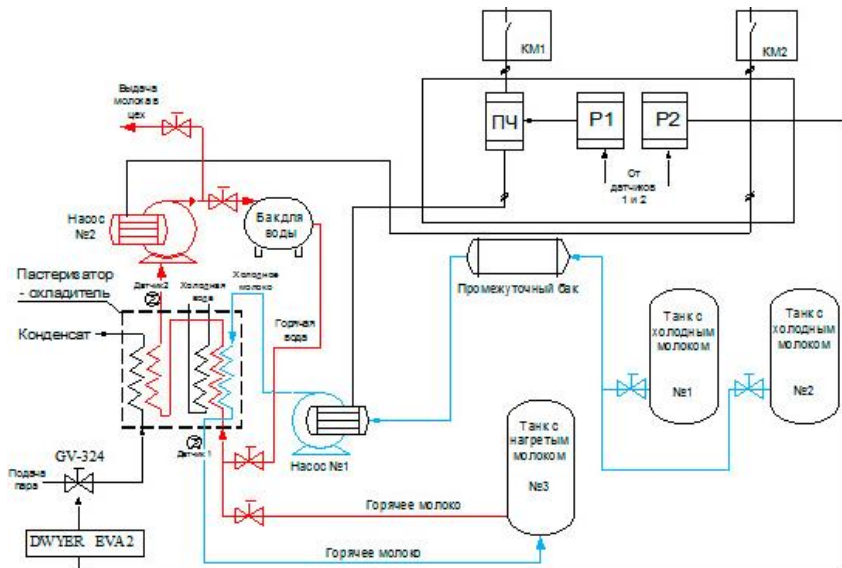 КМ1
КМ2
Выдача
молока в
цех
ПЧ
Р1
Р2
От
датчиков
1 и 2
Насос
№2
Бак для
воды
Пастеризатор
- охладитель
Датчик2
2
Холодная
вода
Холодное
молоко
Промежуточный бак
Конденсат
Горячая
вода
Танк с
холодным
молоком
№1
Танк с
холодным
молоком
№2
Танк с
нагретым
молоком
№3
Датчик 1
Насос №1
GV-324
Подача
пара
Горячее молоко
DWYER EVA2
Горячее молоко